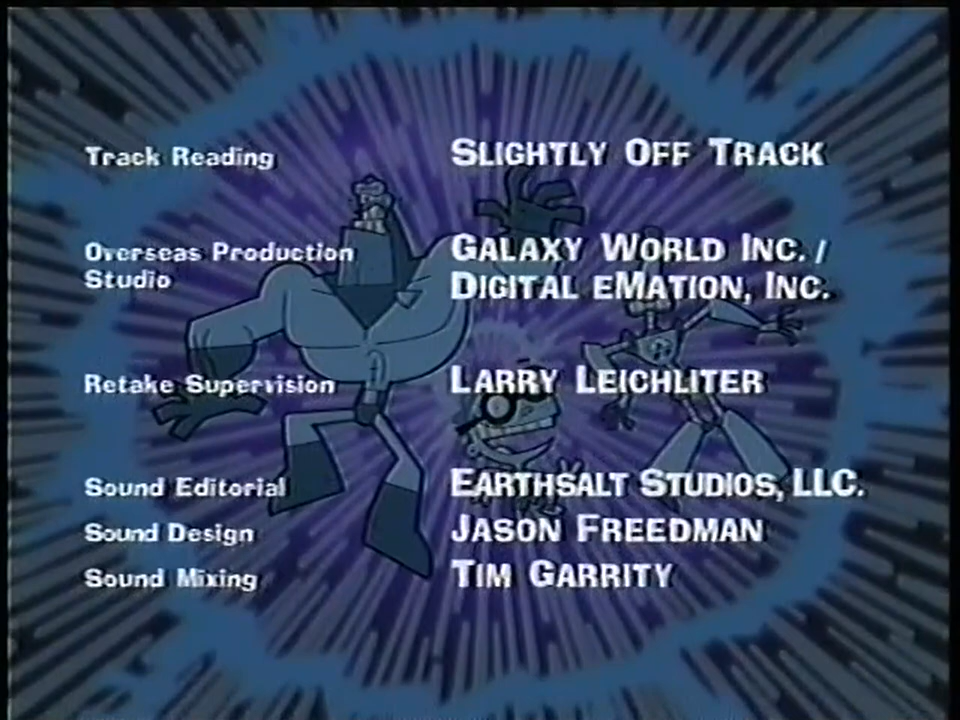 Track Reading SLIGHTLY OFF TRACK
Overseas Production GALAXY WORLD INC. /
Studio DIGITAL eMATION, INC.
Retake Supervision LARRY LEICHLITER
Sound Editorial EARTHSALT STUDIOS, LLC.
Sound Design JASON FREEDMAN
Sound Mixing TIM GARRITY